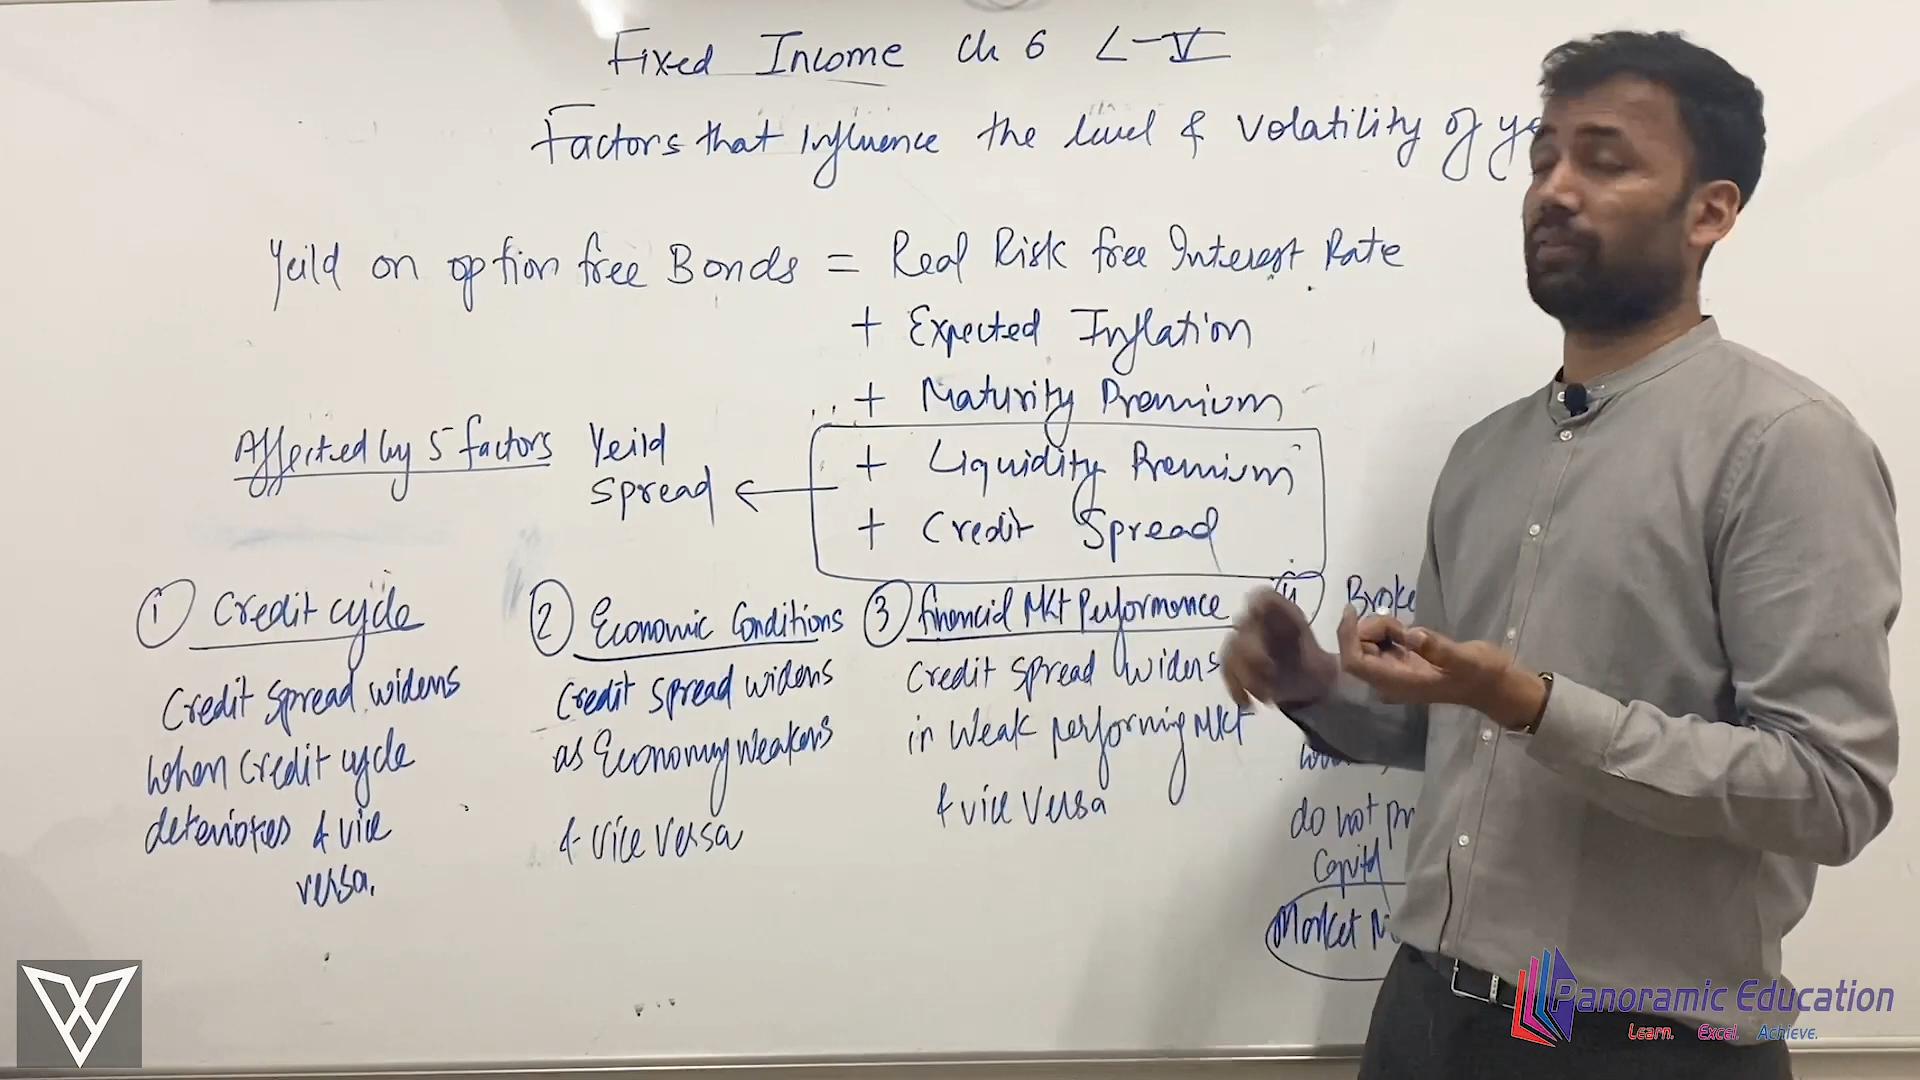 Fixed Income Ch 6 L-V
Factors that Influence the level & Volatility of
Yeild on option free Bonds = Real Risk free Interest Rate
+ Expected Inflation
+ Maturity Premium
+ Liquidity Premium
+ Credit Spread
Affected by 5 factors
Yeild
Spread
① Credit cycle
Credit spread widens
when credit cycle
deteriotes & vice
versa.
② Economic Conditions
Credit spread widens
as Economy weakens
& vice versa
③ financial Mkt Performance
Credit spread widens
in weak performing Mkt
& vice versa
④ Broke
do not pr
Capital
Market M
Panoramic Education
Learn. Excel. Achieve.